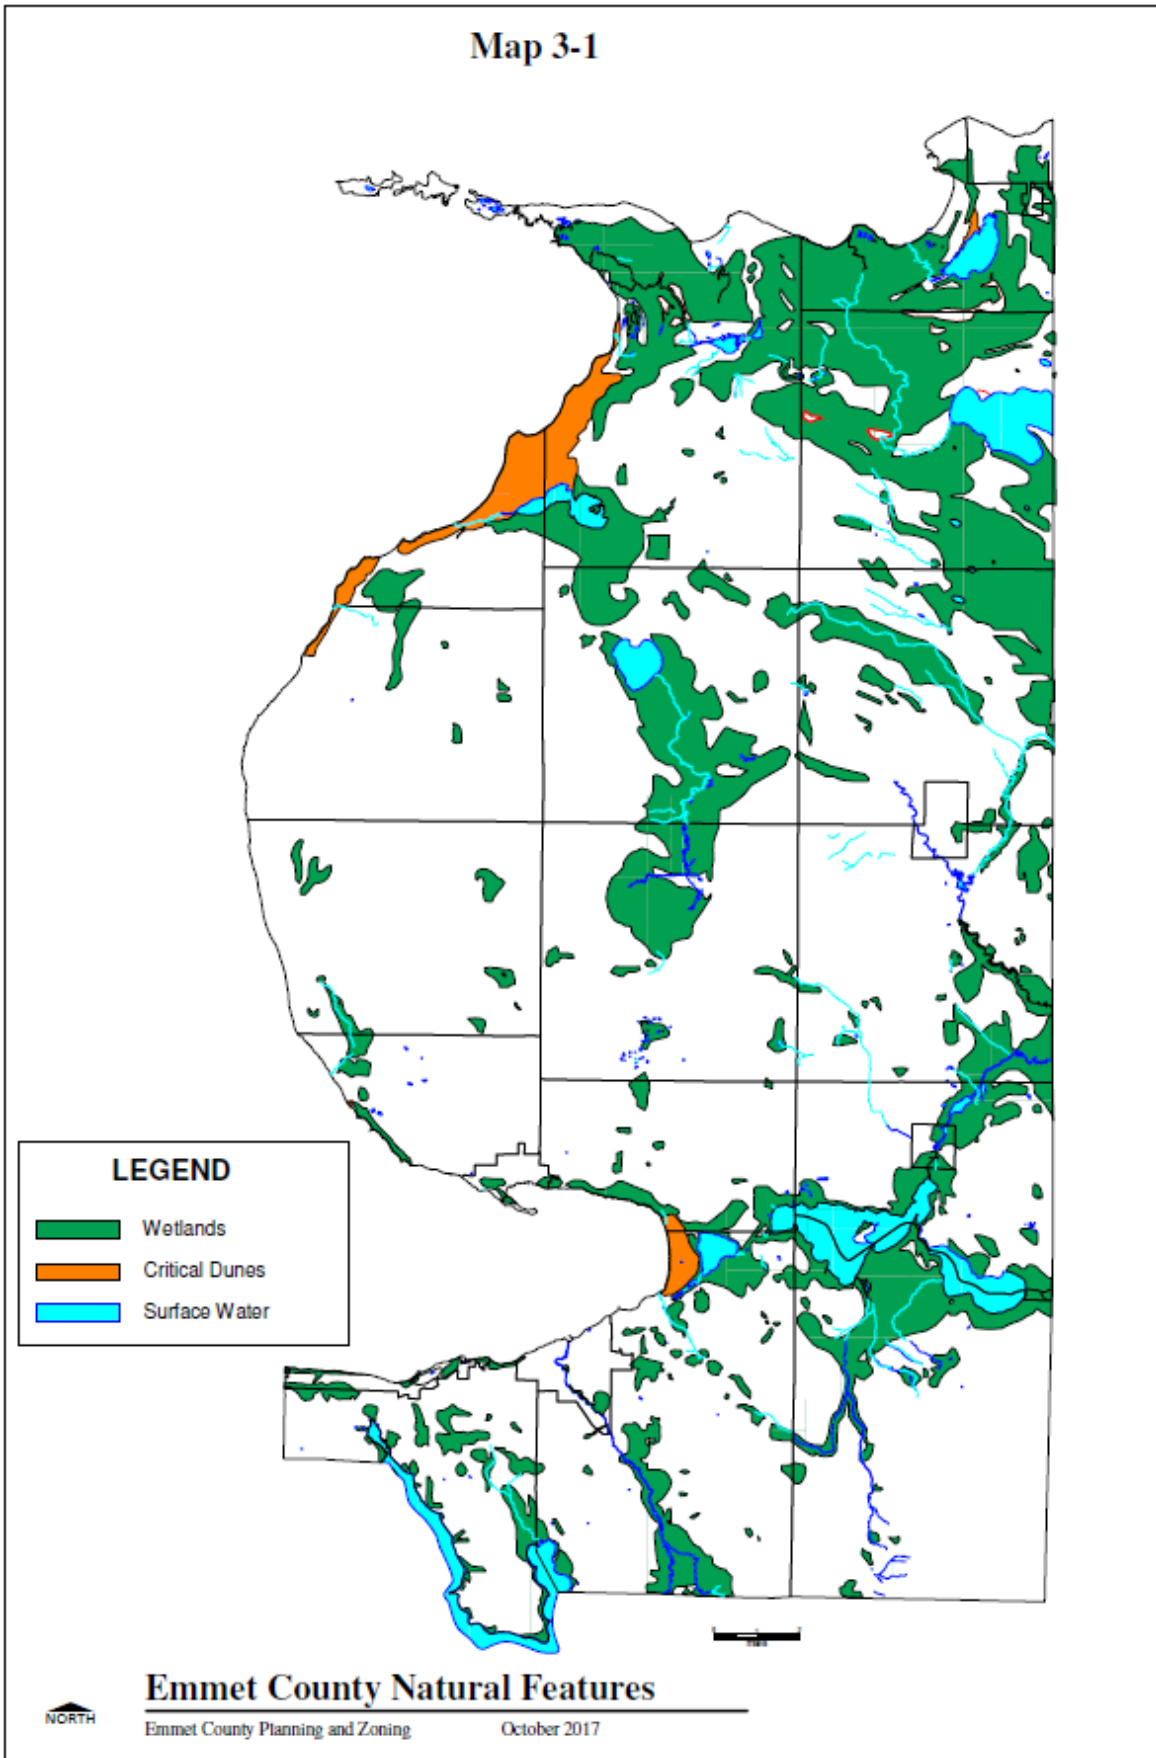 Map 3-1
LEGEND
Wetlands
Critical Dunes
Surface Water
Emmet County Natural Features
NORTH
Emmet County Planning and Zoning October 2017